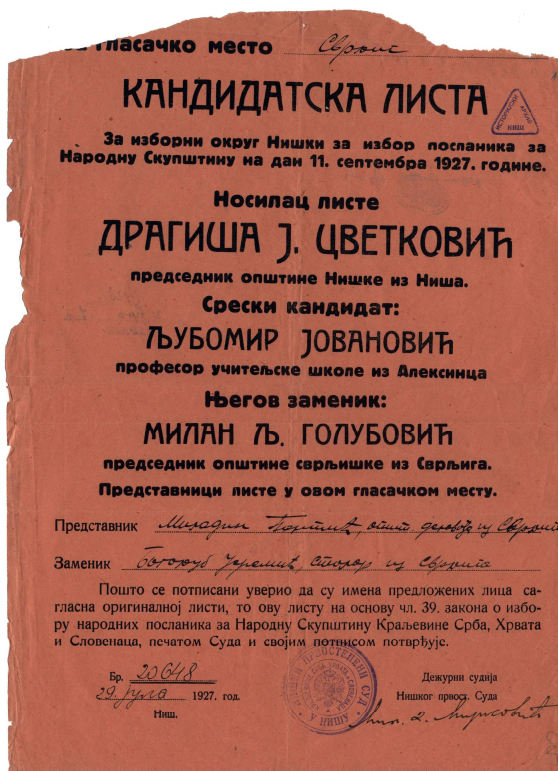 гласачко место
КАНДИДАТСКА ЛИСТА
ИСТОРИЈСКИ АРХИВ НИШ
За изборни округ Нишки за избор посланика за
Народну Скупштину на дан 11. септембра 1927. године.
Носилац листе
ДРАГИША Ј. ЦВЕТКОВИЋ
председник општине Нишке из Ниша.
Срески кандидат:
ЉУБОМИР ЈОВАНОВИЋ
професор учитељске школе из Алексинца
Његов заменик:
МИЛАН Љ. ГОЛУБОВИЋ
председник општине сврљишке из Сврљига.
Представници листе у овом гласачком месту.
Представник
Заменик
Пошто се потписани уверио да су имена предложених лица са-
гласна оригиналној листи, то ову листу на основу чл. 39. закона о избо-
ру народних посланика за Народну Скупштину Краљевине Срба, Хрвата
и Словенаца, печатом Суда и својим потписом потврђује.
Бр. 20648
29. јула 1927. год.
Ниш.
Дежурни судија
Нишког првост. Суда